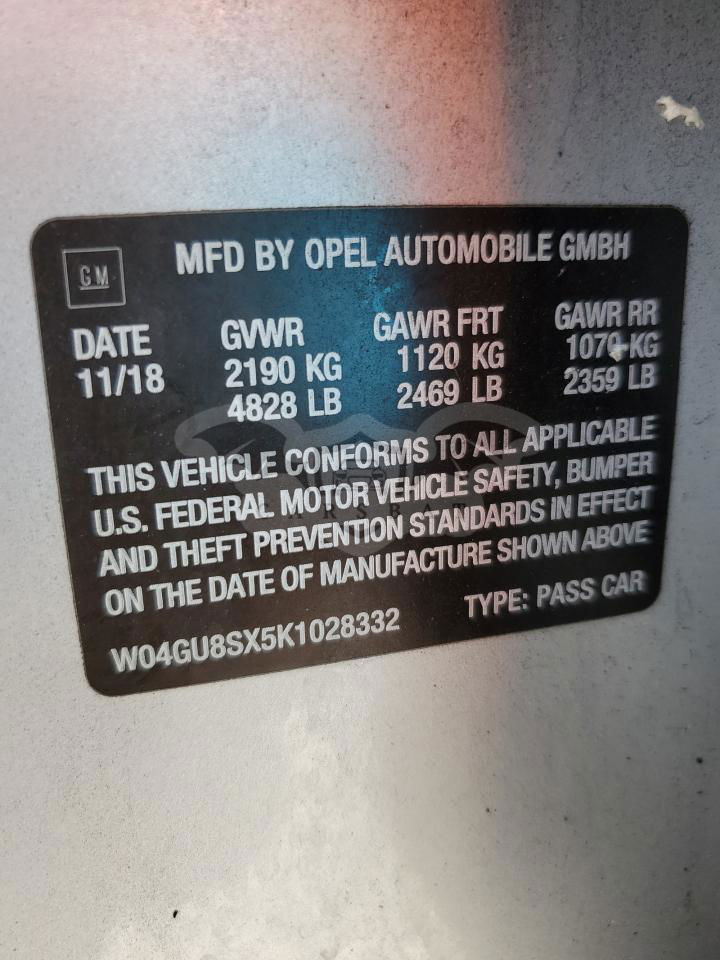 GM
MFD BY OPEL AUTOMOBILE GMBH
DATE GVWR GAWR FRT GAWR RR
11/18 2190 KG 1120 KG 1070 KG
4828 LB 2469 LB 2359 LB
THIS VEHICLE CONFORMS TO ALL APPLICABLE
U.S. FEDERAL MOTOR VEHICLE SAFETY, BUMPER
AND THEFT PREVENTION STANDARDS IN EFFECT
ON THE DATE OF MANUFACTURE SHOWN ABOVE
W04GU8SX5K1028332 TYPE: PASS CAR